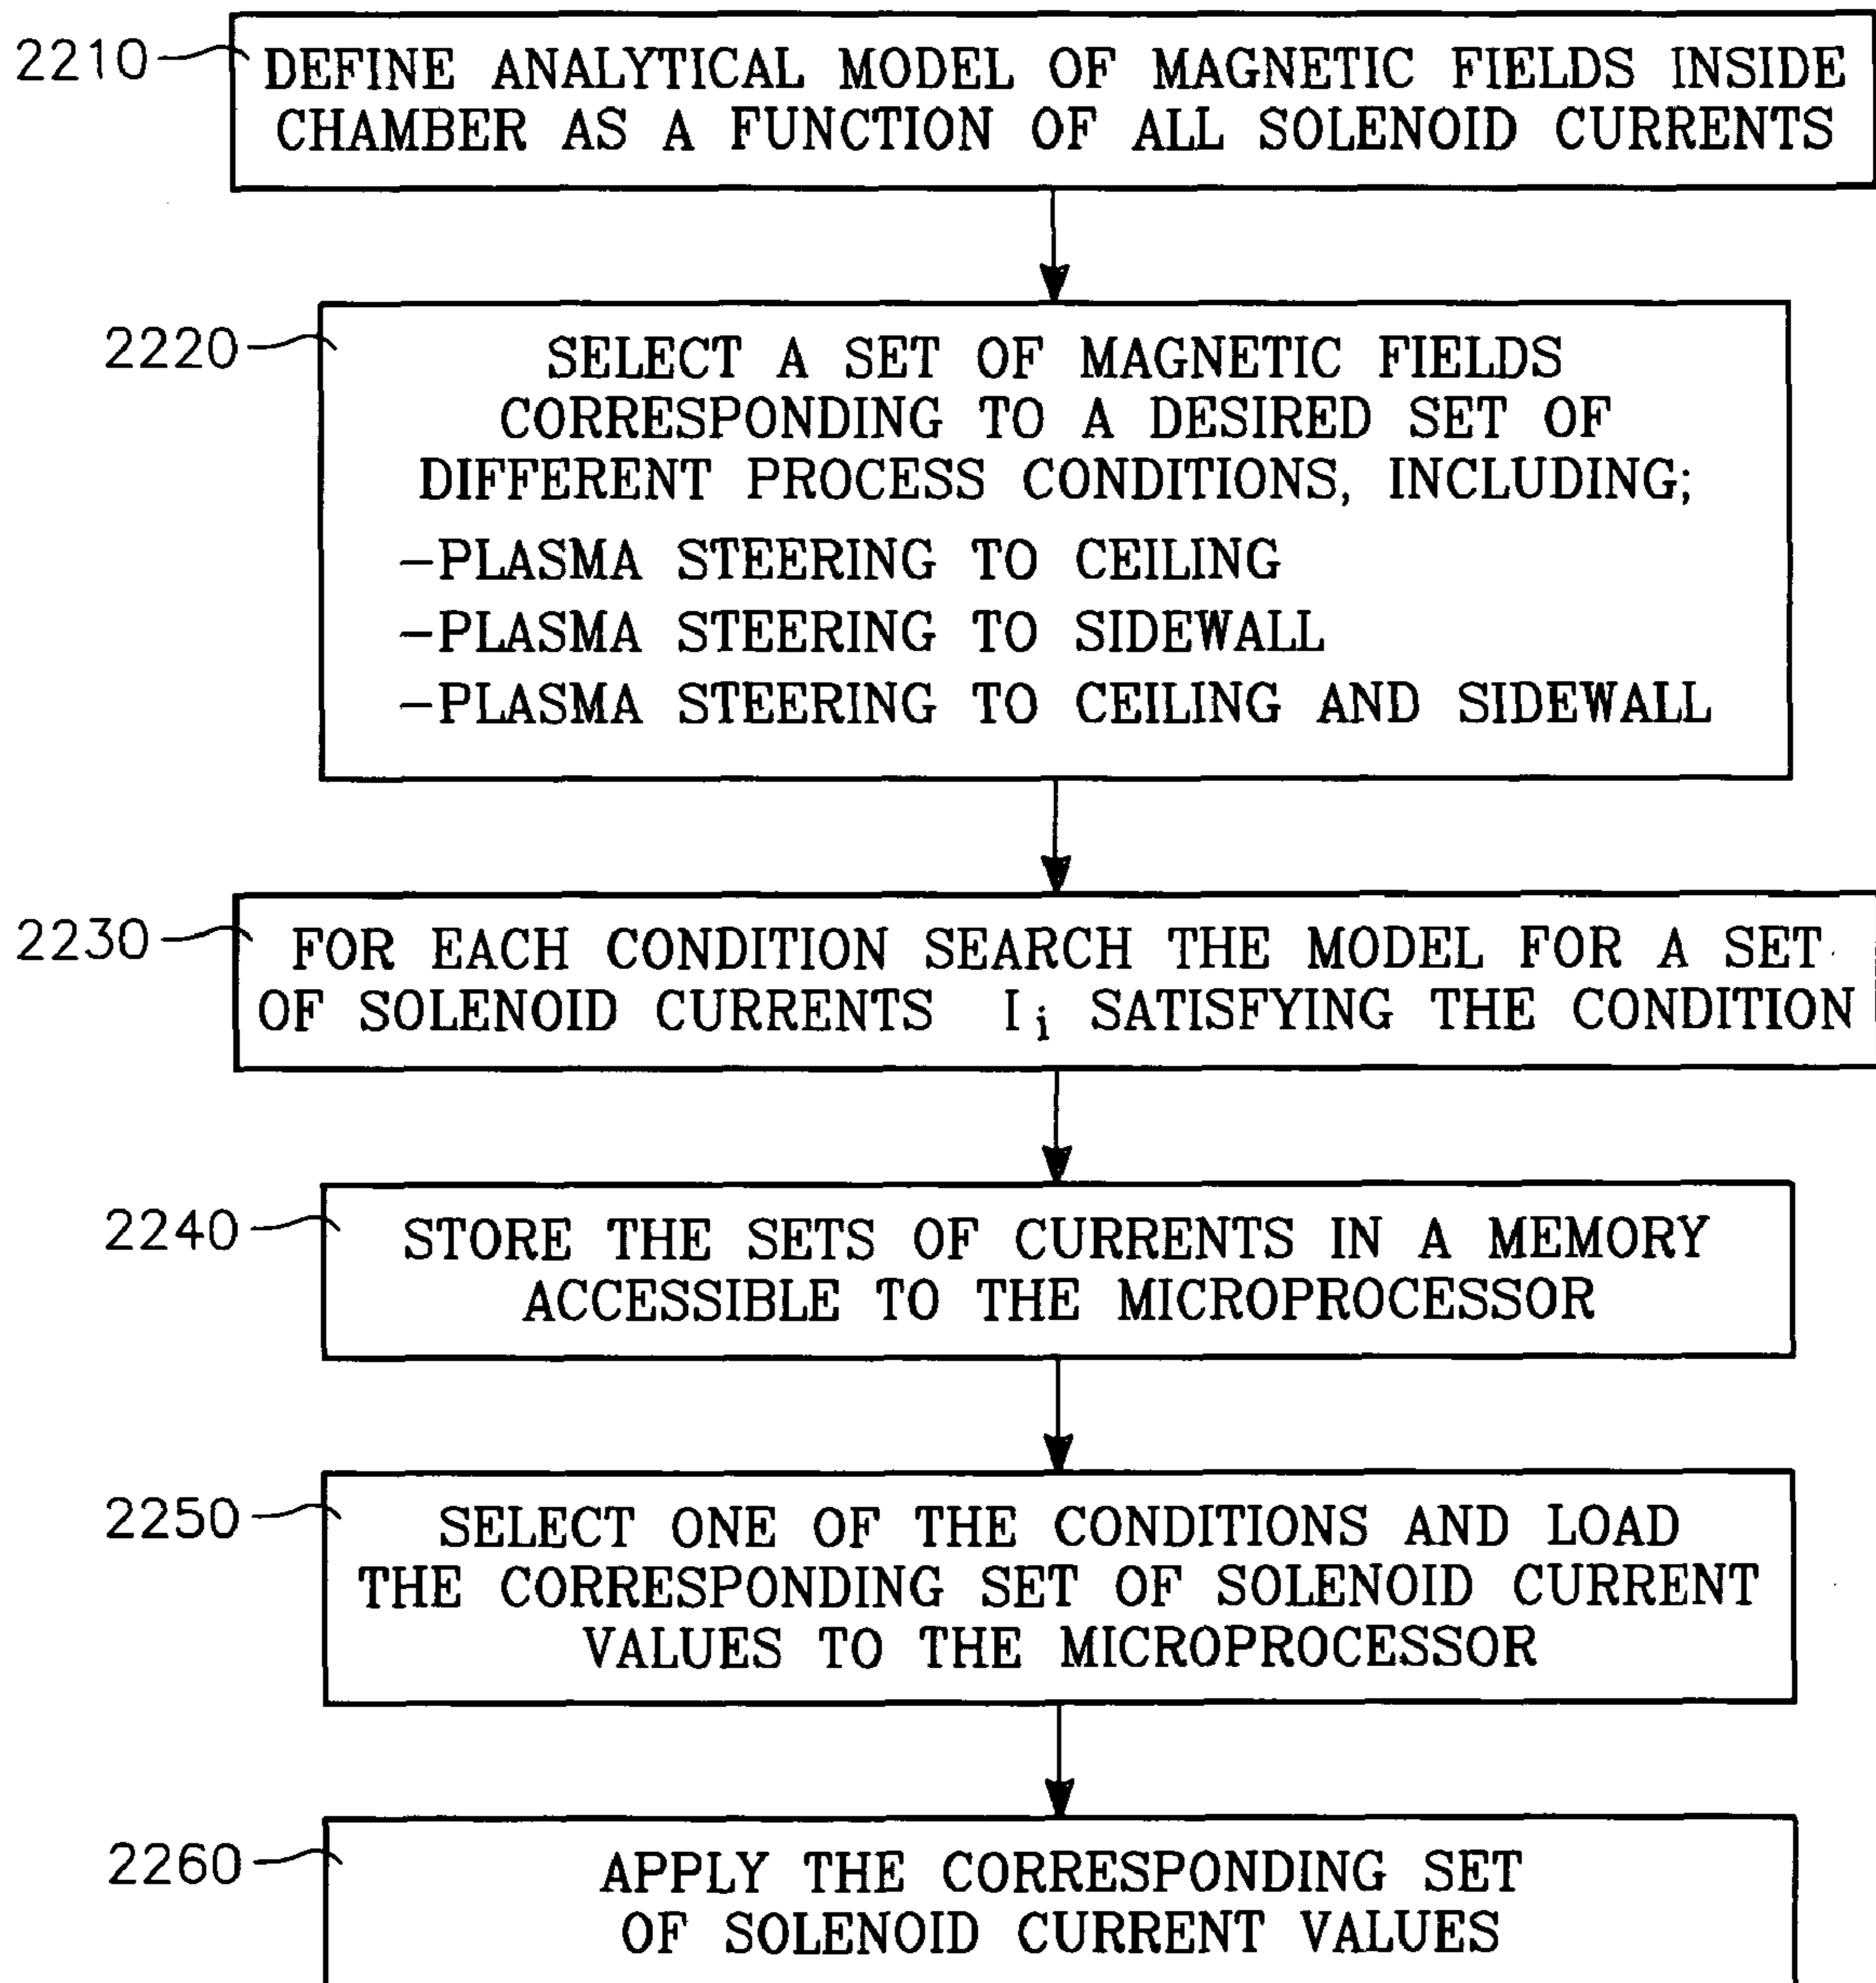 2210
DEFINE ANALYTICAL MODEL OF MAGNETIC FIELDS INSIDE
CHAMBER AS A FUNCTION OF ALL SOLENOID CURRENTS
2220
SELECT A SET OF MAGNETIC FIELDS
CORRESPONDING TO A DESIRED SET OF
DIFFERENT PROCESS CONDITIONS, INCLUDING;
-PLASMA STEERING TO CEILING
-PLASMA STEERING TO SIDEWALL
-PLASMA STEERING TO CEILING AND SIDEWALL
2230
FOR EACH CONDITION SEARCH THE MODEL FOR A SET
OF SOLENOID CURRENTS Ii SATISFYING THE CONDITION
2240
STORE THE SETS OF CURRENTS IN A MEMORY
ACCESSIBLE TO THE MICROPROCESSOR
2250
SELECT ONE OF THE CONDITIONS AND LOAD
THE CORRESPONDING SET OF SOLENOID CURRENT
VALUES TO THE MICROPROCESSOR
2260
APPLY THE CORRESPONDING SET
OF SOLENOID CURRENT VALUES